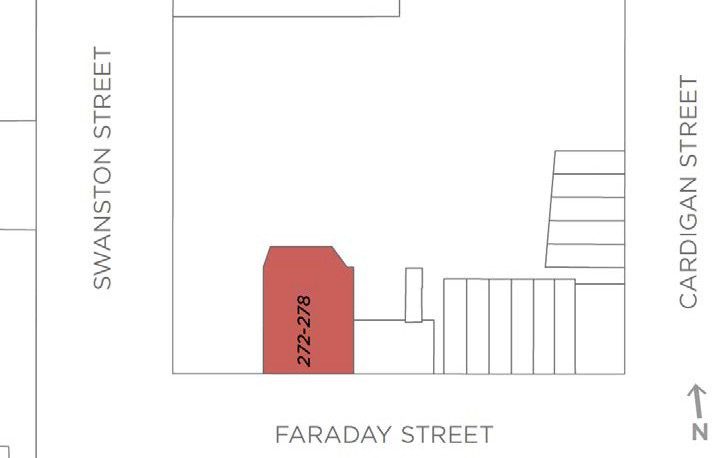 SWANSTON STREET
CARDIGAN STREET
272-278
FARADAY STREET
N